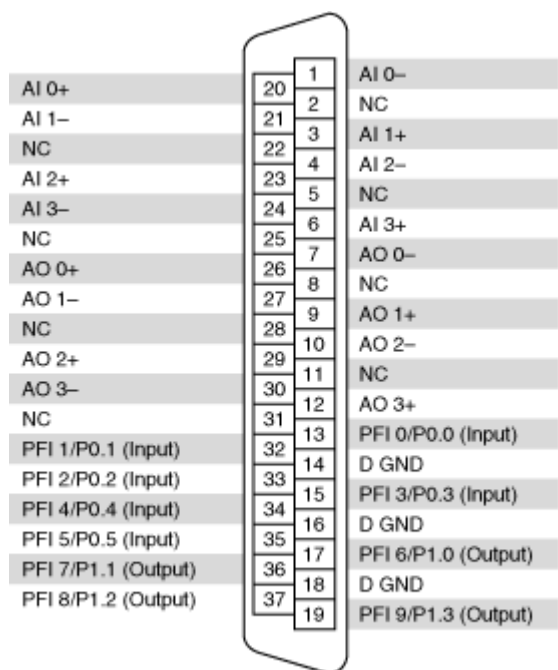 1 AI 0–
AI 0+ 20
2 NC
AI 1– 21
3 AI 1+
NC 22
4 AI 2–
AI 2+ 23
5 NC
AI 3– 24
6 AI 3+
NC 25
7 AO 0–
AO 0+ 26
8 NC
AO 1– 27
9 AO 1+
NC 28
10 AO 2–
AO 2+ 29
11 NC
AO 3– 30
12 AO 3+
NC 31
13 PFI 0/P0.0 (Input)
PFI 1/P0.1 (Input) 32
14 D GND
PFI 2/P0.2 (Input) 33
15 PFI 3/P0.3 (Input)
PFI 4/P0.4 (Input) 34
16 D GND
PFI 5/P0.5 (Input) 35
17 PFI 6/P1.0 (Output)
PFI 7/P1.1 (Output) 36
18 D GND
PFI 8/P1.2 (Output) 37
19 PFI 9/P1.3 (Output)